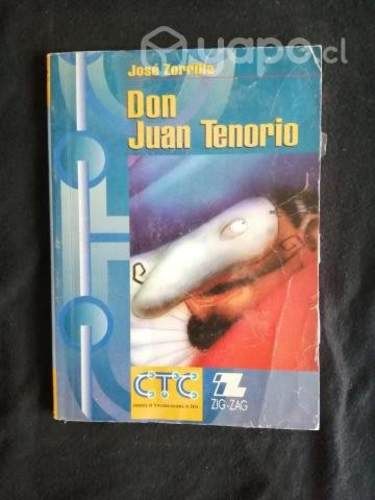 yapo.cl
José Zorrilla
Don
Juan Tenorio
CTC
ZIG-ZAG